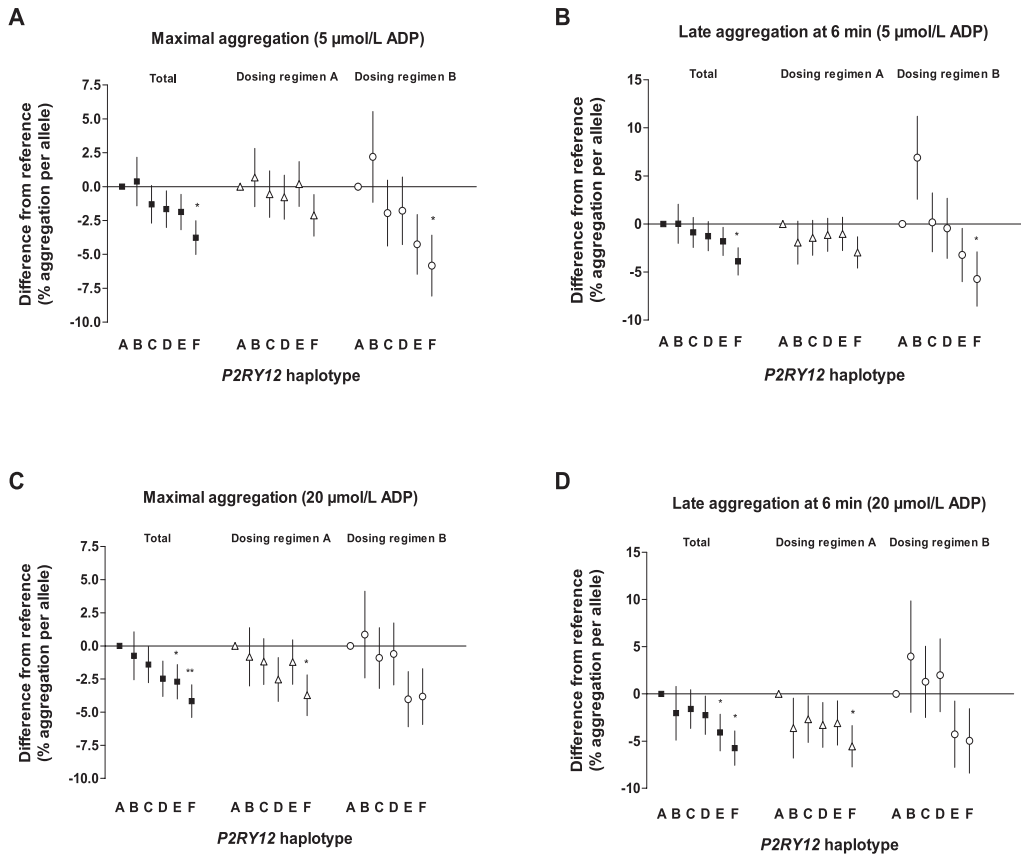 A
Maximal aggregation (5 µmol/L ADP)
Total
Dosing regimen A
Dosing regimen B
Difference from reference
(% aggregation per allele)
7.5
5.0
2.5
0.0
-2.5
-5.0
-7.5
-10.0
*
*
A B C D E F
A B C D E F
A B C D E F
P2RY12 haplotype
B
Late aggregation at 6 min (5 µmol/L ADP)
Total
Dosing regimen A
Dosing regimen B
Difference from reference
(% aggregation per allele)
15
10
5
0
-5
-10
*
*
A B C D E F
A B C D E F
A B C D E F
P2RY12 haplotype
C
Maximal aggregation (20 µmol/L ADP)
Total
Dosing regimen A
Dosing regimen B
Difference from reference
(% aggregation per allele)
7.5
5.0
2.5
0.0
-2.5
-5.0
-7.5
-10.0
*
**
*
A B C D E F
A B C D E F
A B C D E F
P2RY12 haplotype
D
Late aggregation at 6 min (20 µmol/L ADP)
Total
Dosing regimen A
Dosing regimen B
Difference from reference
(% aggregation per allele)
15
10
5
0
-5
-10
*
*
*
A B C D E F
A B C D E F
A B C D E F
P2RY12 haplotype